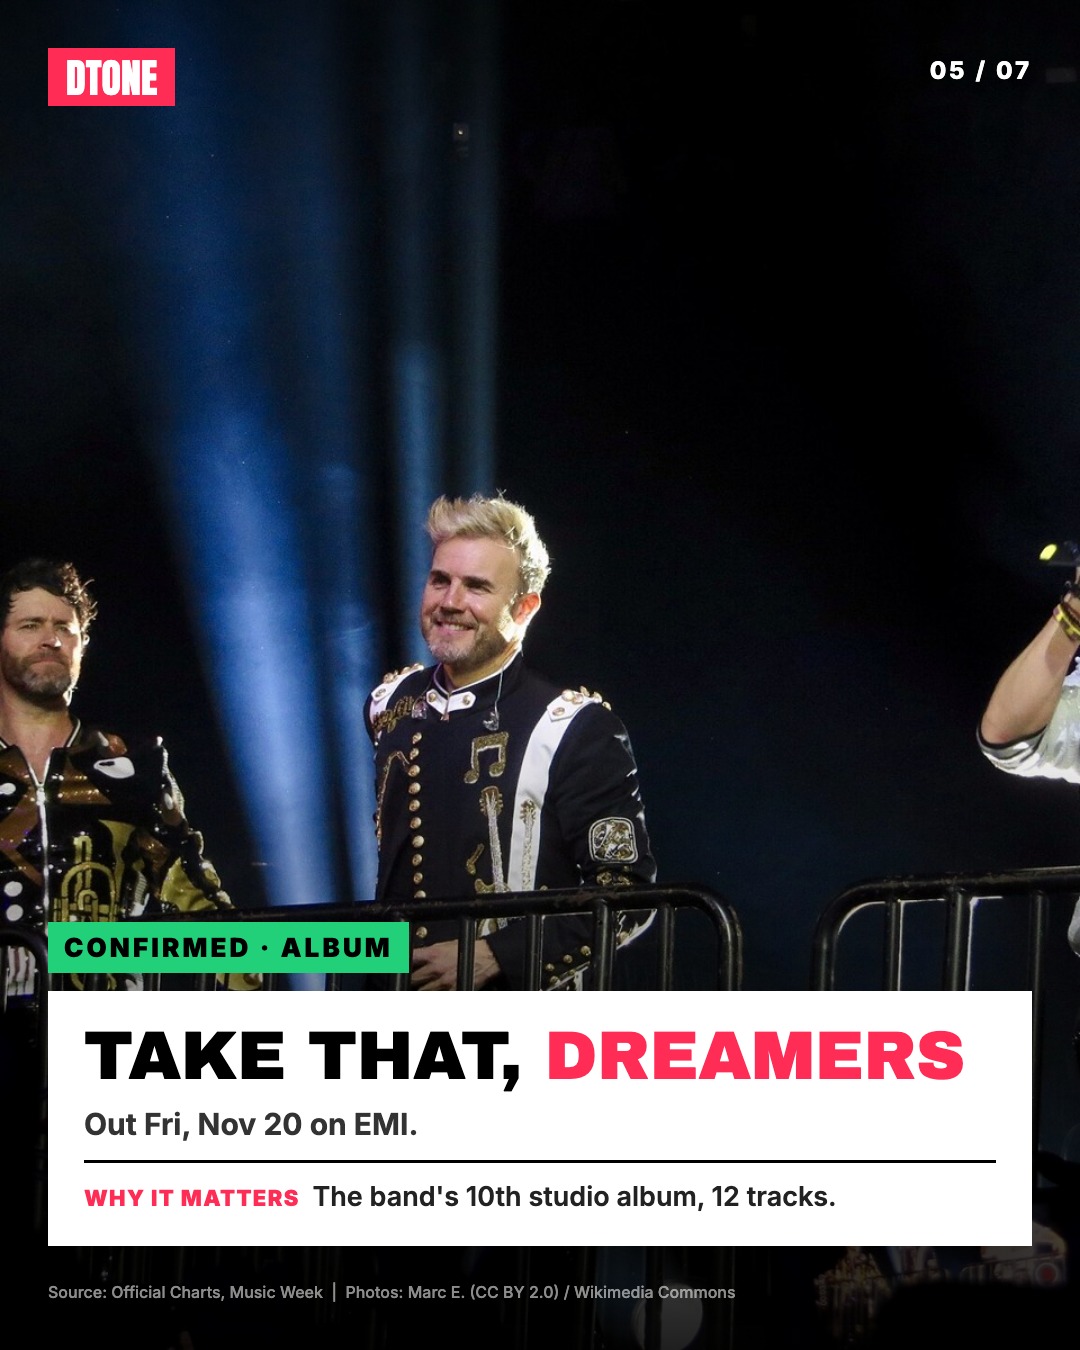 DTONE
05 / 07
CONFIRMED · ALBUM
TAKE THAT, DREAMERS
Out Fri, Nov 20 on EMI.
WHY IT MATTERS The band's 10th studio album, 12 tracks.
Source: Official Charts, Music Week | Photos: Marc E. (CC BY 2.0) / Wikimedia Commons